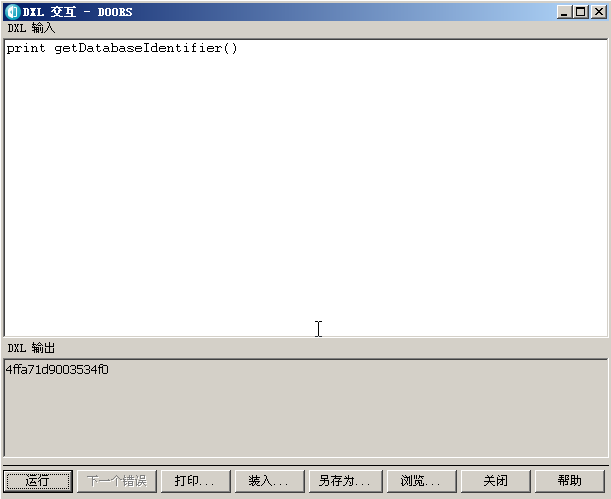 DXL 交互 - DOORS
DXL 输入
print getDatabaseIdentifier()
DXL 输出
4ffa71d9003534f0
运行 下一个错误 打印... 装入... 另存为... 浏览... 关闭 帮助